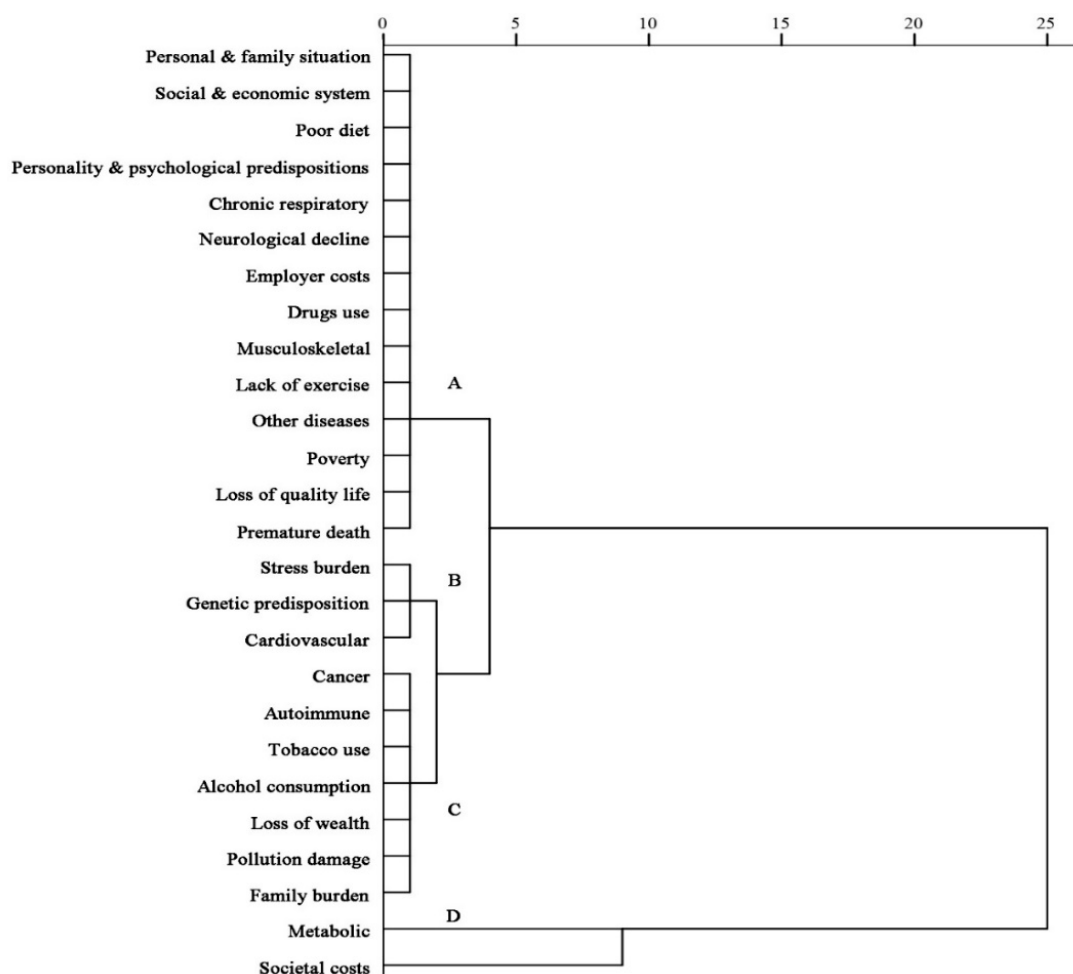 0 5 10 15 20 25
Personal & family situation
Social & economic system
Poor diet
Personality & psychological predispositions
Chronic respiratory
Neurological decline
Employer costs
Drugs use
Musculoskeletal
Lack of exercise A
Other diseases
Poverty
Loss of quality life
Premature death
Stress burden
B
Genetic predisposition
Cardiovascular
Cancer
Autoimmune
Tobacco use
Alcohol consumption
C
Loss of wealth
Pollution damage
Family burden
D
Metabolic
Societal costs